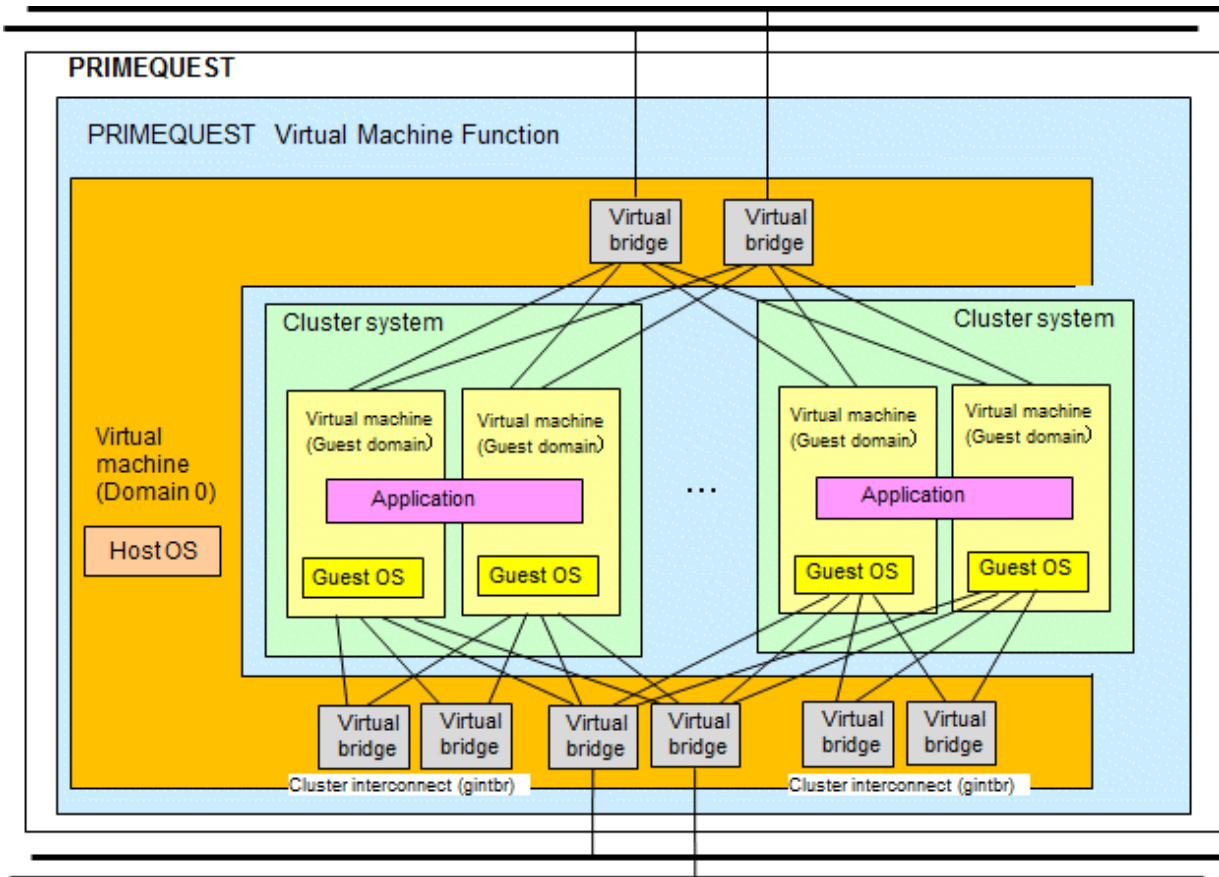 PRIMEQUEST
PRIMEQUEST Virtual Machine Function
Virtual
bridge
Virtual
bridge
Cluster system
Cluster system
Virtual machine
(Guest domain)
Virtual machine
(Guest domain)
Virtual machine
(Guest domain)
Virtual machine
(Guest domain)
Virtual
machine
(Domain 0)
Application
...
Application
Host OS
Guest OS
Guest OS
Guest OS
Guest OS
Virtual
bridge
Virtual
bridge
Virtual
bridge
Virtual
bridge
Virtual
bridge
Virtual
bridge
Cluster interconnect (gintbr)
Cluster interconnect (gintbr)